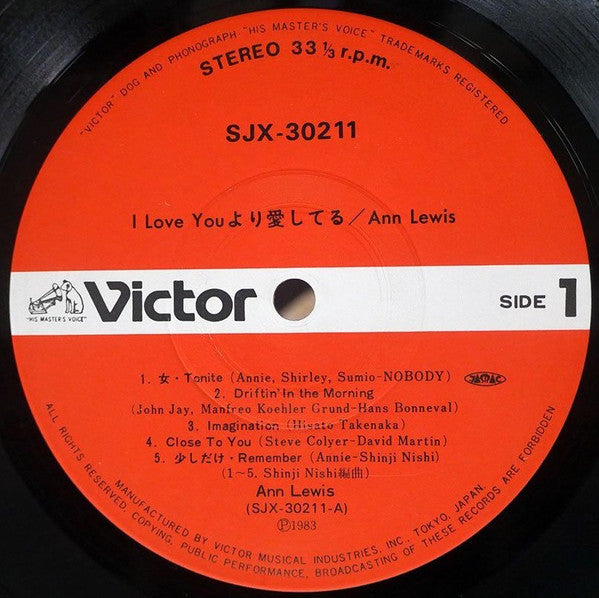 "VICTOR" DOG AND PHONOGRAPH "HIS MASTER'S VOICE" TRADEMARKS REGISTERED
STEREO 33 1/3 r.p.m.
SJX-30211
I Love Youより愛してる／Ann Lewis
"HIS MASTER'S VOICE"
Victor
SIDE 1
1. 女・Tonite (Annie, Shirley, Sumio-NOBODY)
JASRAC
2. Driftin' In the Morning
(John Jay, Manfreo Koehler Grund-Hans Bonneval)
3. Imagination (Hisato Takenaka)
4. Close To You (Steve Colyer-David Martin)
5. 少しだけ・Remember (Annie-Shinji Nishi)
(1～5. Shinji Nishi編曲)
Ann Lewis
(SJX-30211-A)
Ⓟ1983
MANUFACTURED BY VICTOR MUSICAL INDUSTRIES, INC., TOKYO, JAPAN.
ALL RIGHTS RESERVED. COPYING, PUBLIC PERFORMANCE, BROADCASTING OF THESE RECORDS ARE FORBIDDEN